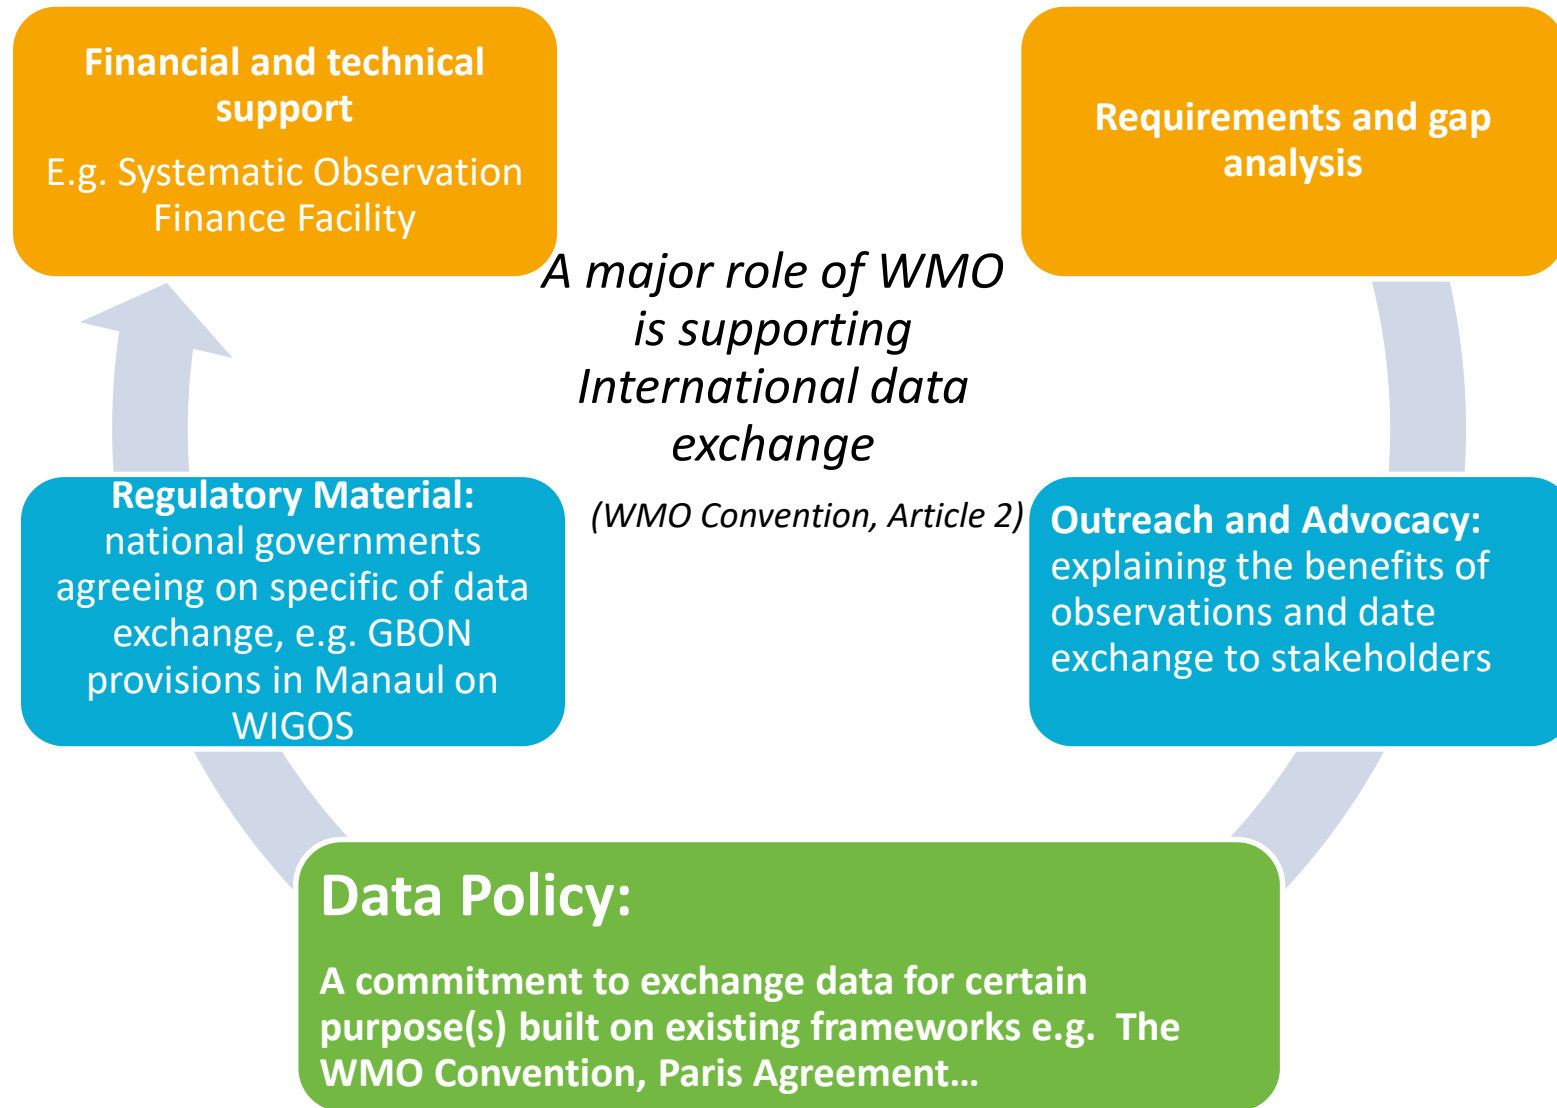 Financial and technical
support
E.g. Systematic Observation
Finance Facility
Requirements and gap
analysis
A major role of WMO
is supporting
International data
exchange
(WMO Convention, Article 2)
Regulatory Material:
national governments
agreeing on specific of data
exchange, e.g. GBON
provisions in Manaul on
WIGOS
Outreach and Advocacy:
explaining the benefits of
observations and date
exchange to stakeholders
Data Policy:
A commitment to exchange data for certain
purpose(s) built on existing frameworks e.g.  The
WMO Convention, Paris Agreement…